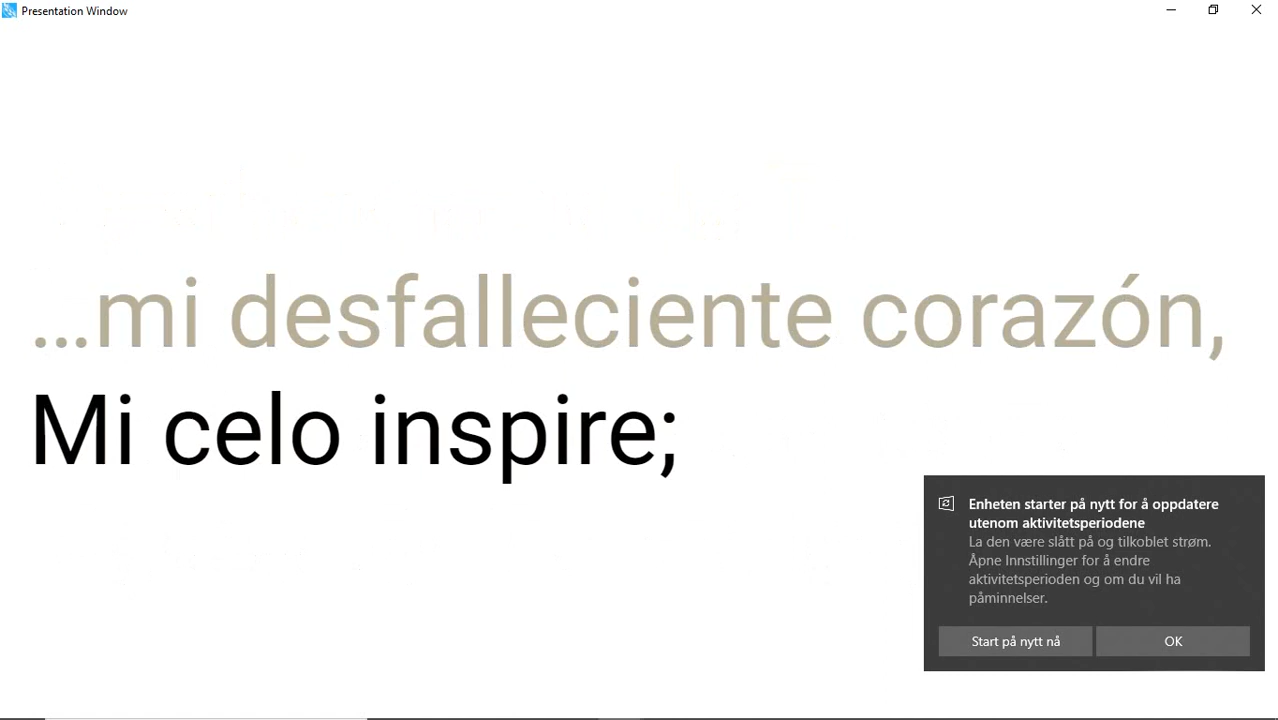 Presentation Window
…mi desfalleciente corazón,
Mi celo inspire;
Enheten starter på nytt for å oppdatere
utenom aktivitetsperiodene
La den være slått på og tilkoblet strøm.
Åpne Innstillinger for å endre
aktivitetsperioden og om du vil ha
påminnelser.
Start på nytt nå
OK